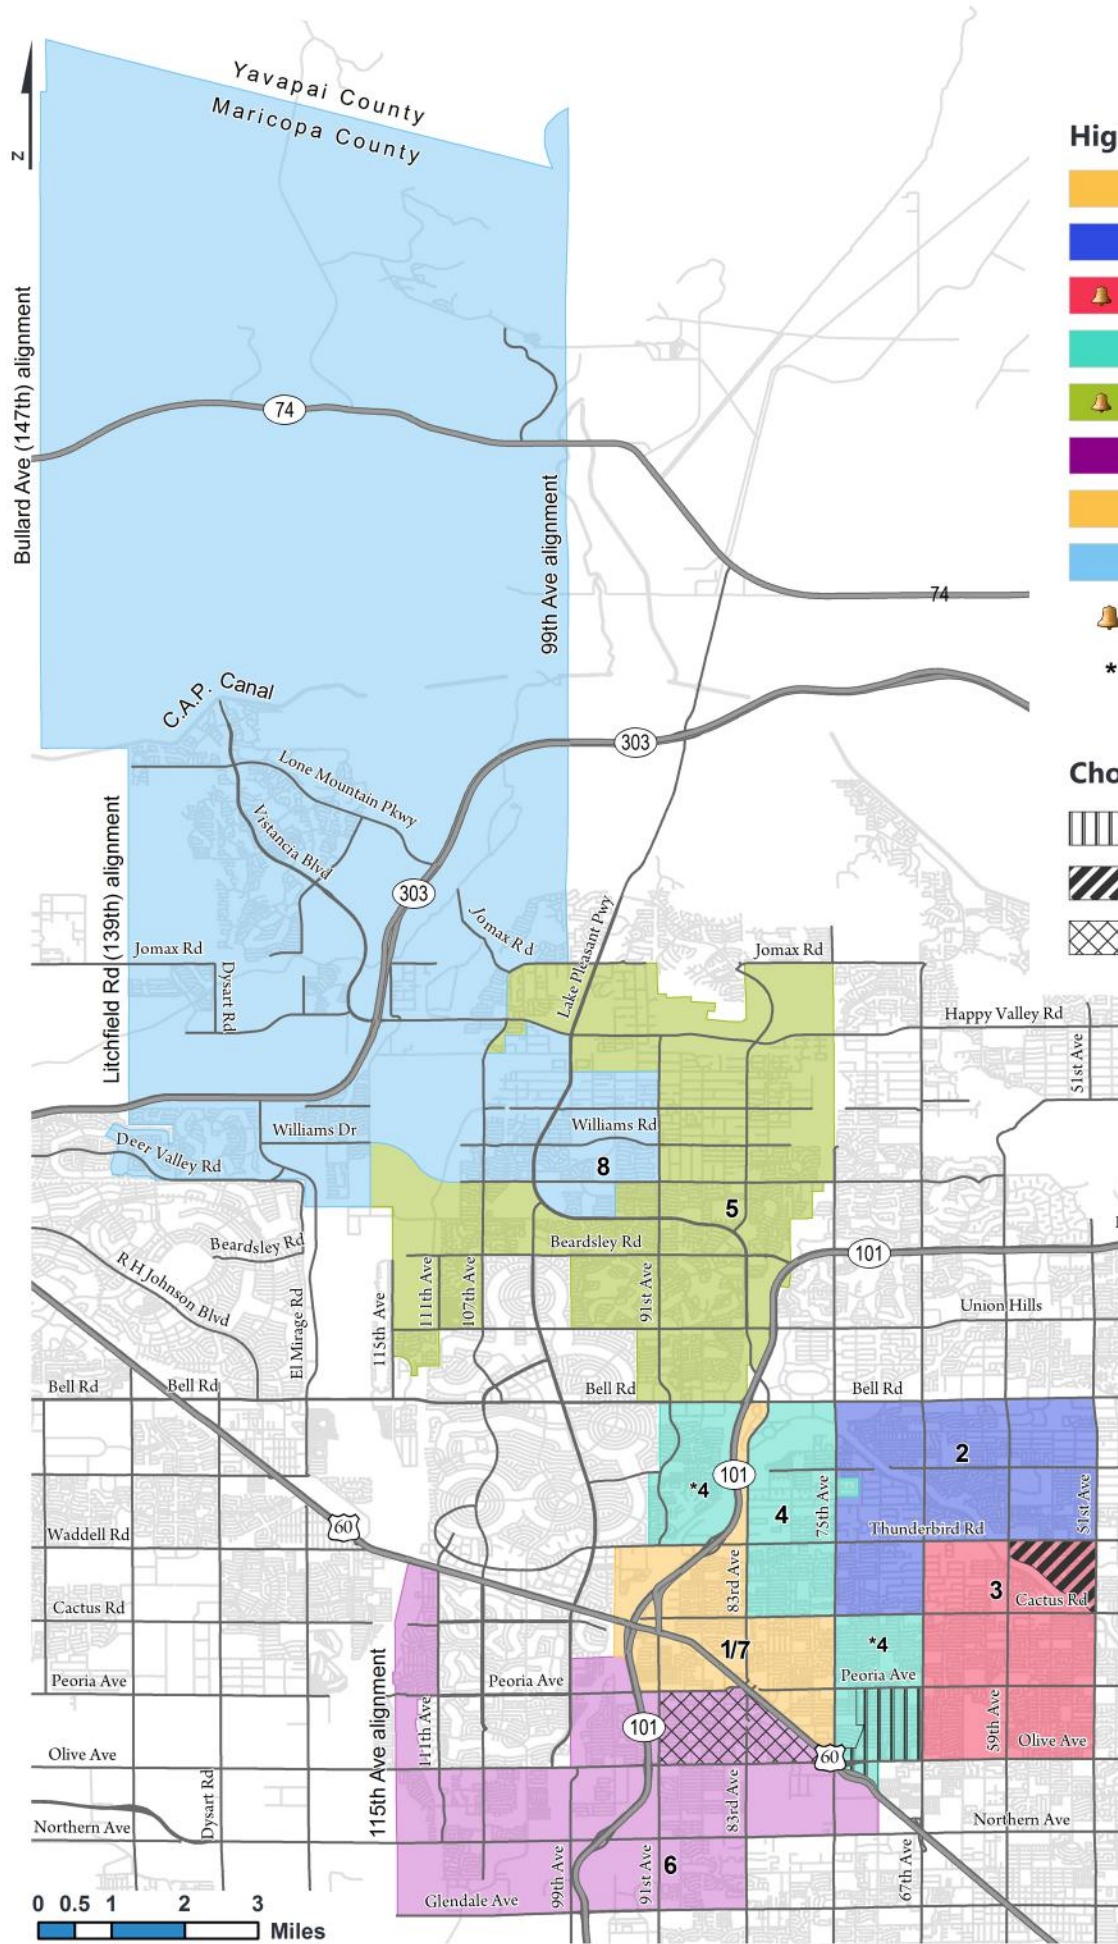 Yavapai County
Maricopa County
z
Hig
Bullard Ave (147th) alignment
74
99th Ave alignment
74
*
C.A.P. Canal
303
Lone Mountain Pkwy
Vistancia Blvd
Cho
Litchfield Rd (139th) alignment
303
Jomax Rd
Jomax Rd
Lake Pleasant Pwy
Jomax Rd
Dysart Rd
Happy Valley Rd
51st Ave
Williams Dr
Williams Rd
Deer Valley Rd
8
5
Beardsley Rd
Beardsley Rd
101
R H Johnson Blvd
El Mirage Rd
115th Ave
111th Ave
107th Ave
91st Ave
Union Hills
Bell Rd
Bell Rd
Bell Rd
Bell Rd
2
101
*4
4
75th Ave
51st Ave
60
Waddell Rd
Thunderbird Rd
83rd Ave
3
Cactus Rd
Cactus Rd
1/7
*4
Peoria Ave
Peoria Ave
Peoria Ave
115th Ave alignment
111th Ave
101
59th Ave
Olive Ave
Olive Ave
60
Dysart Rd
83rd Ave
Northern Ave
Northern Ave
99th Ave
91st Ave
6
67th Ave
Glendale Ave
0 0.5 1 2 3
Miles